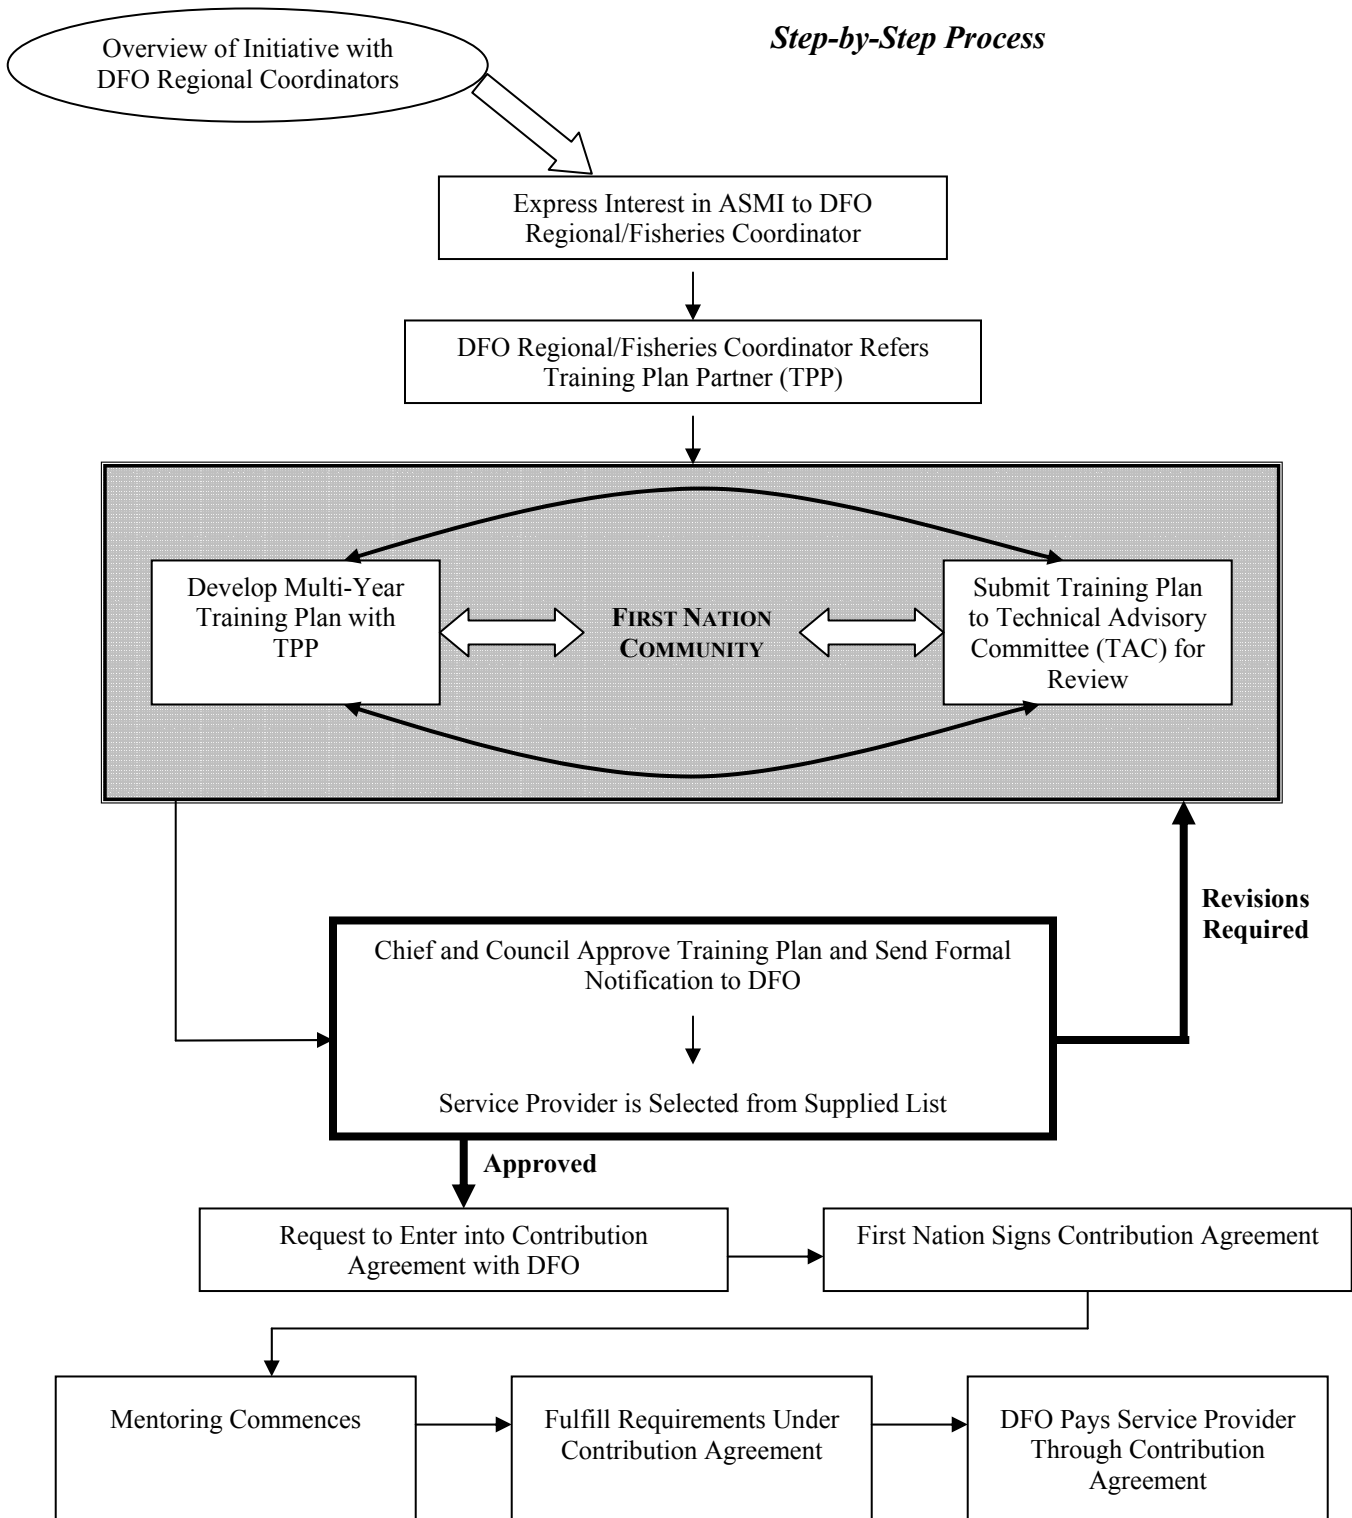 Step-by-Step Process
Overview of Initiative with
DFO Regional Coordinators
Express Interest in ASMI to DFO
Regional/Fisheries Coordinator
DFO Regional/Fisheries Coordinator Refers
Training Plan Partner (TPP)
Develop Multi-Year
Training Plan with
TPP
FIRST NATION
COMMUNITY
Submit Training Plan
to Technical Advisory
Committee (TAC) for
Review
Revisions
Required
Chief and Council Approve Training Plan and Send Formal
Notification to DFO
Service Provider is Selected from Supplied List
Approved
Request to Enter into Contribution
Agreement with DFO
First Nation Signs Contribution Agreement
Mentoring Commences
Fulfill Requirements Under
Contribution Agreement
DFO Pays Service Provider
Through Contribution
Agreement